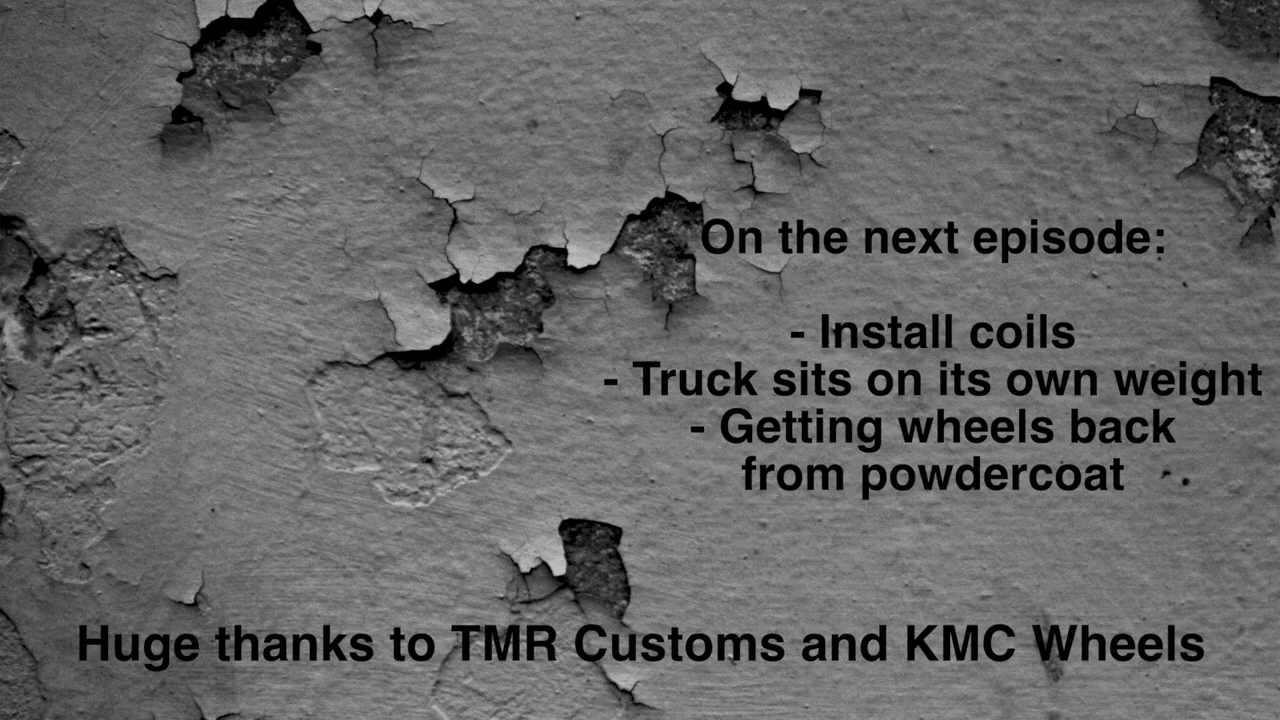 On the next episode:
- Install coils
- Truck sits on its own weight
- Getting wheels back
from powdercoat
Huge thanks to TMR Customs and KMC Wheels